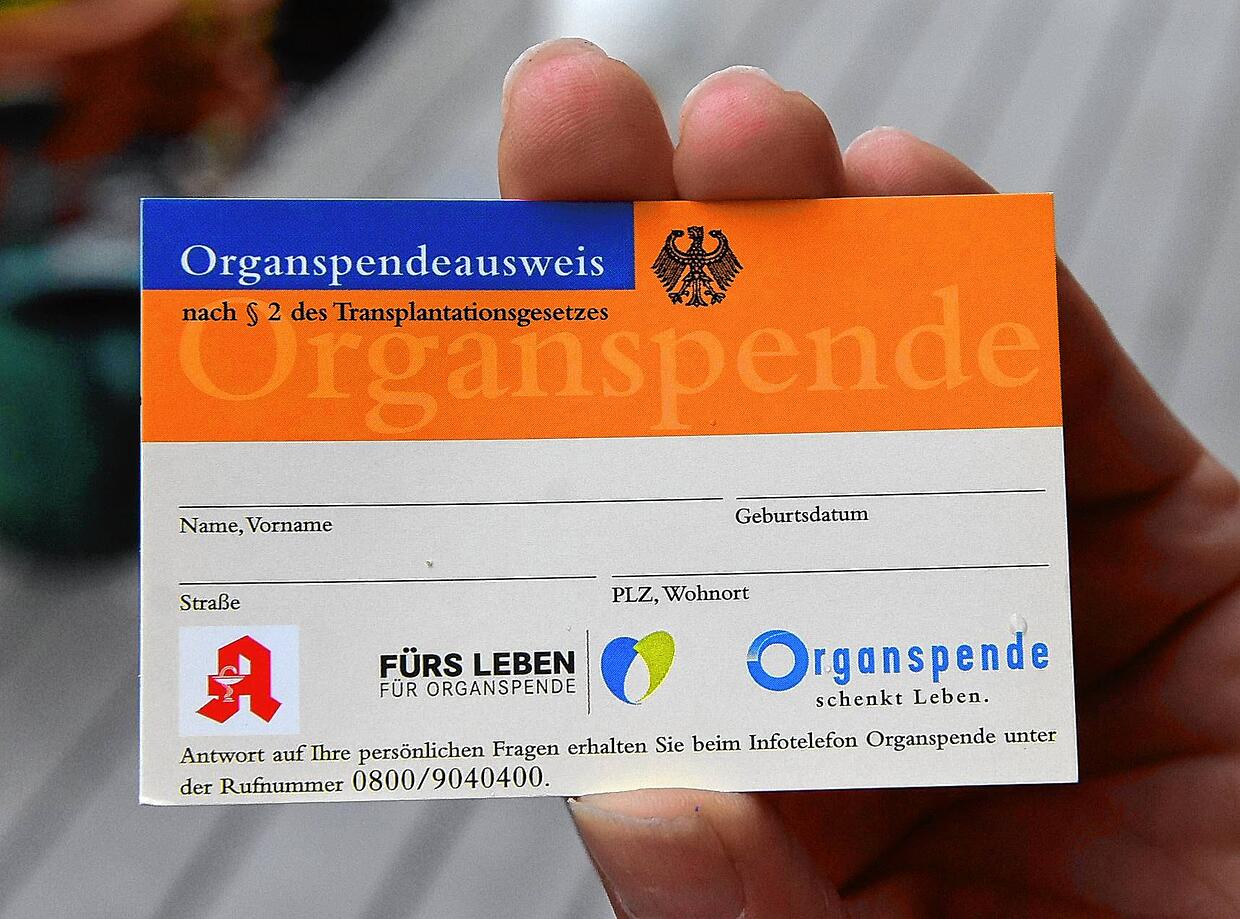 Organspendeausweis
nach § 2 des Transplantationsgesetzes
Organspende
Name, Vorname
Geburtsdatum
Straße
PLZ, Wohnort
A
FÜRS LEBEN
FÜR ORGANSPENDE
Organspende
schenkt Leben.
Antwort auf Ihre persönlichen Fragen erhalten Sie beim Infotelefon Organspende unter
der Rufnummer 0800/9040400.